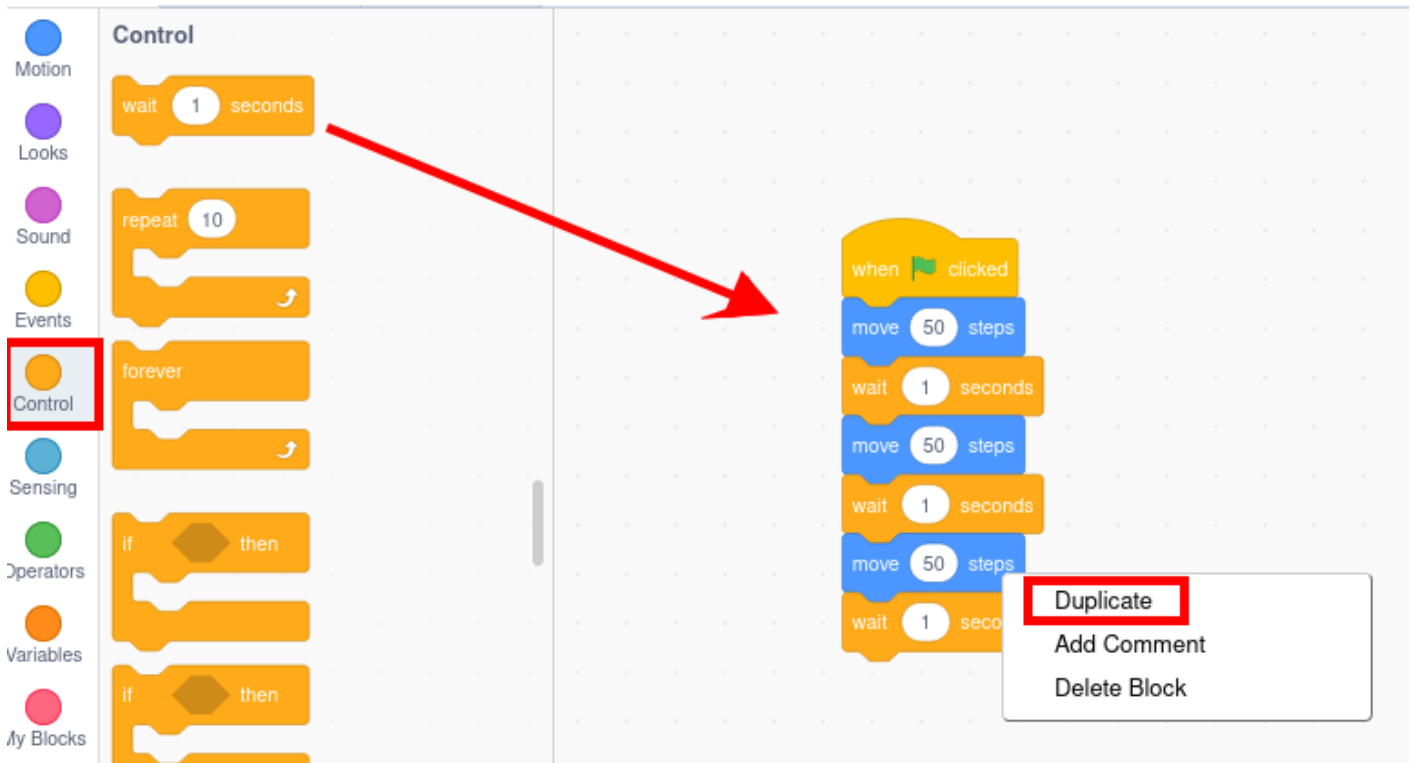 Motion
Looks
Sound
Events
Control
Sensing
Operators
Variables
My Blocks
Control
wait 1 seconds
repeat 10
forever
if then
if then
when clicked
move 50 steps
wait 1 seconds
move 50 steps
wait 1 seconds
move 50 steps
wait 1 seco
Duplicate
Add Comment
Delete Block